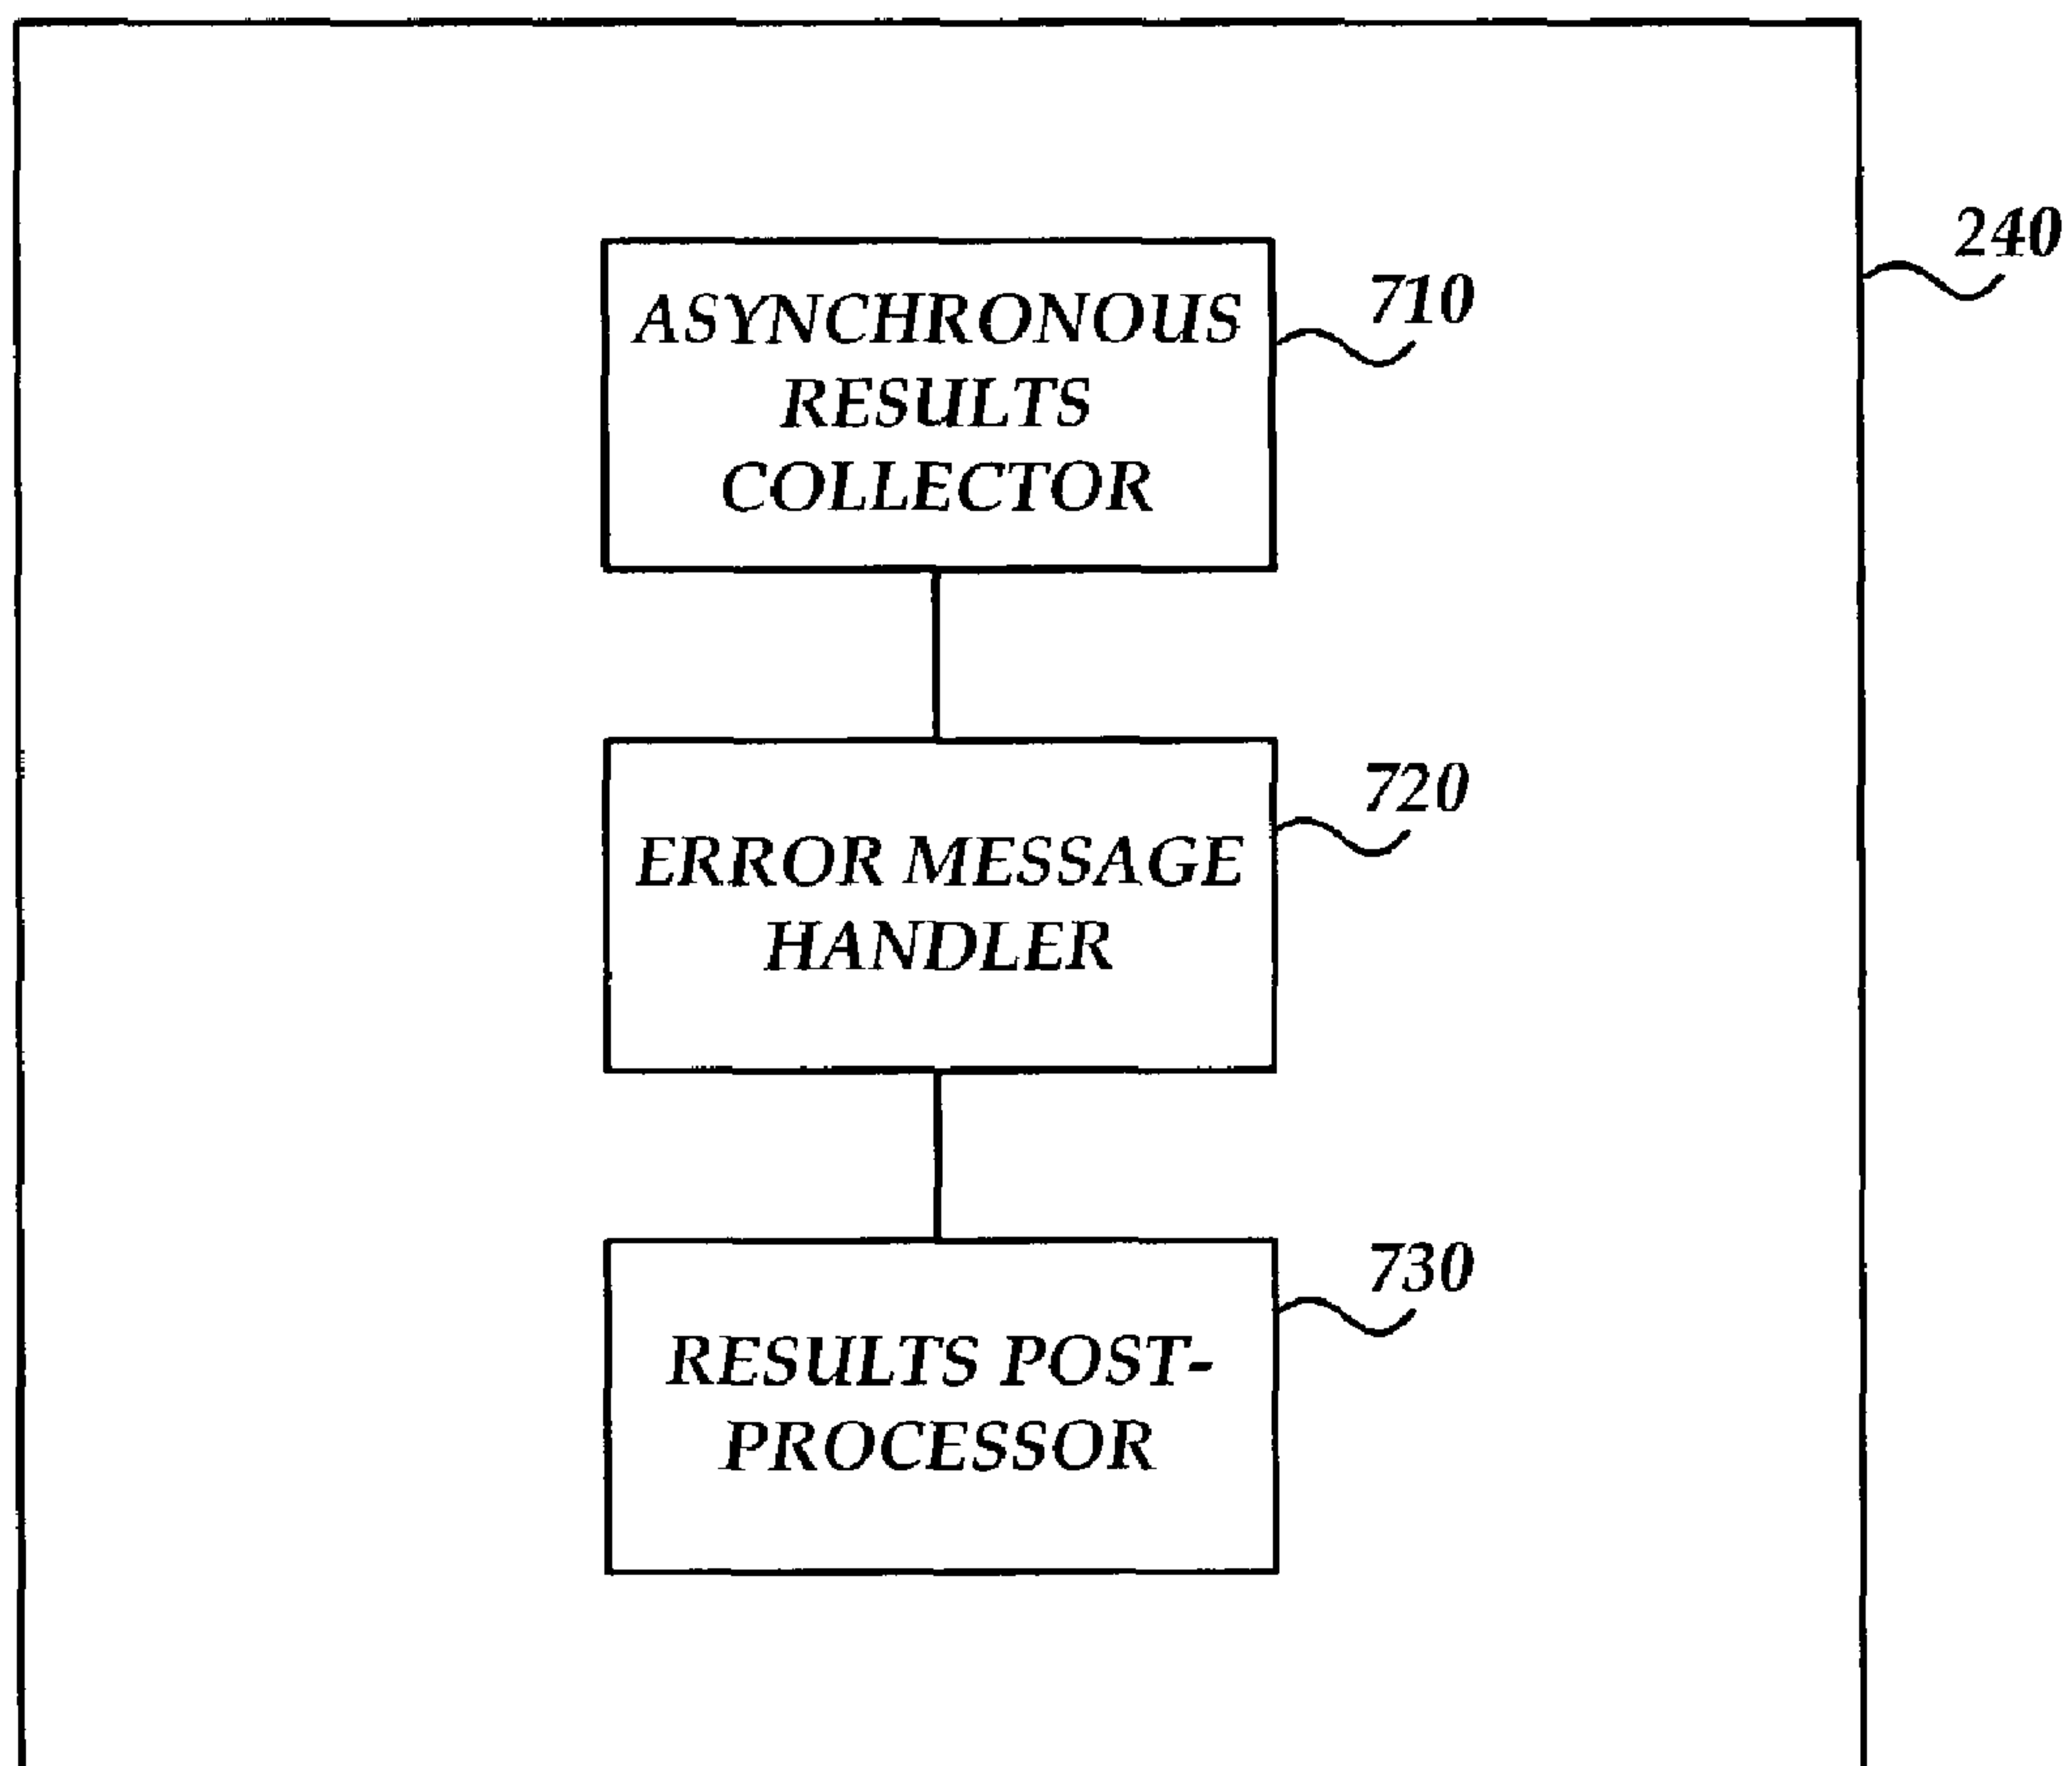 240
ASYNCHRONOUS
RESULTS
COLLECTOR
710
ERROR MESSAGE
HANDLER
720
RESULTS POST-
PROCESSOR
730